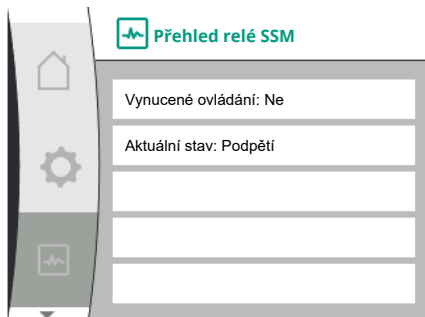 Přehled relé SSM
Vynucené ovládání: Ne
Aktuální stav: Podpětí